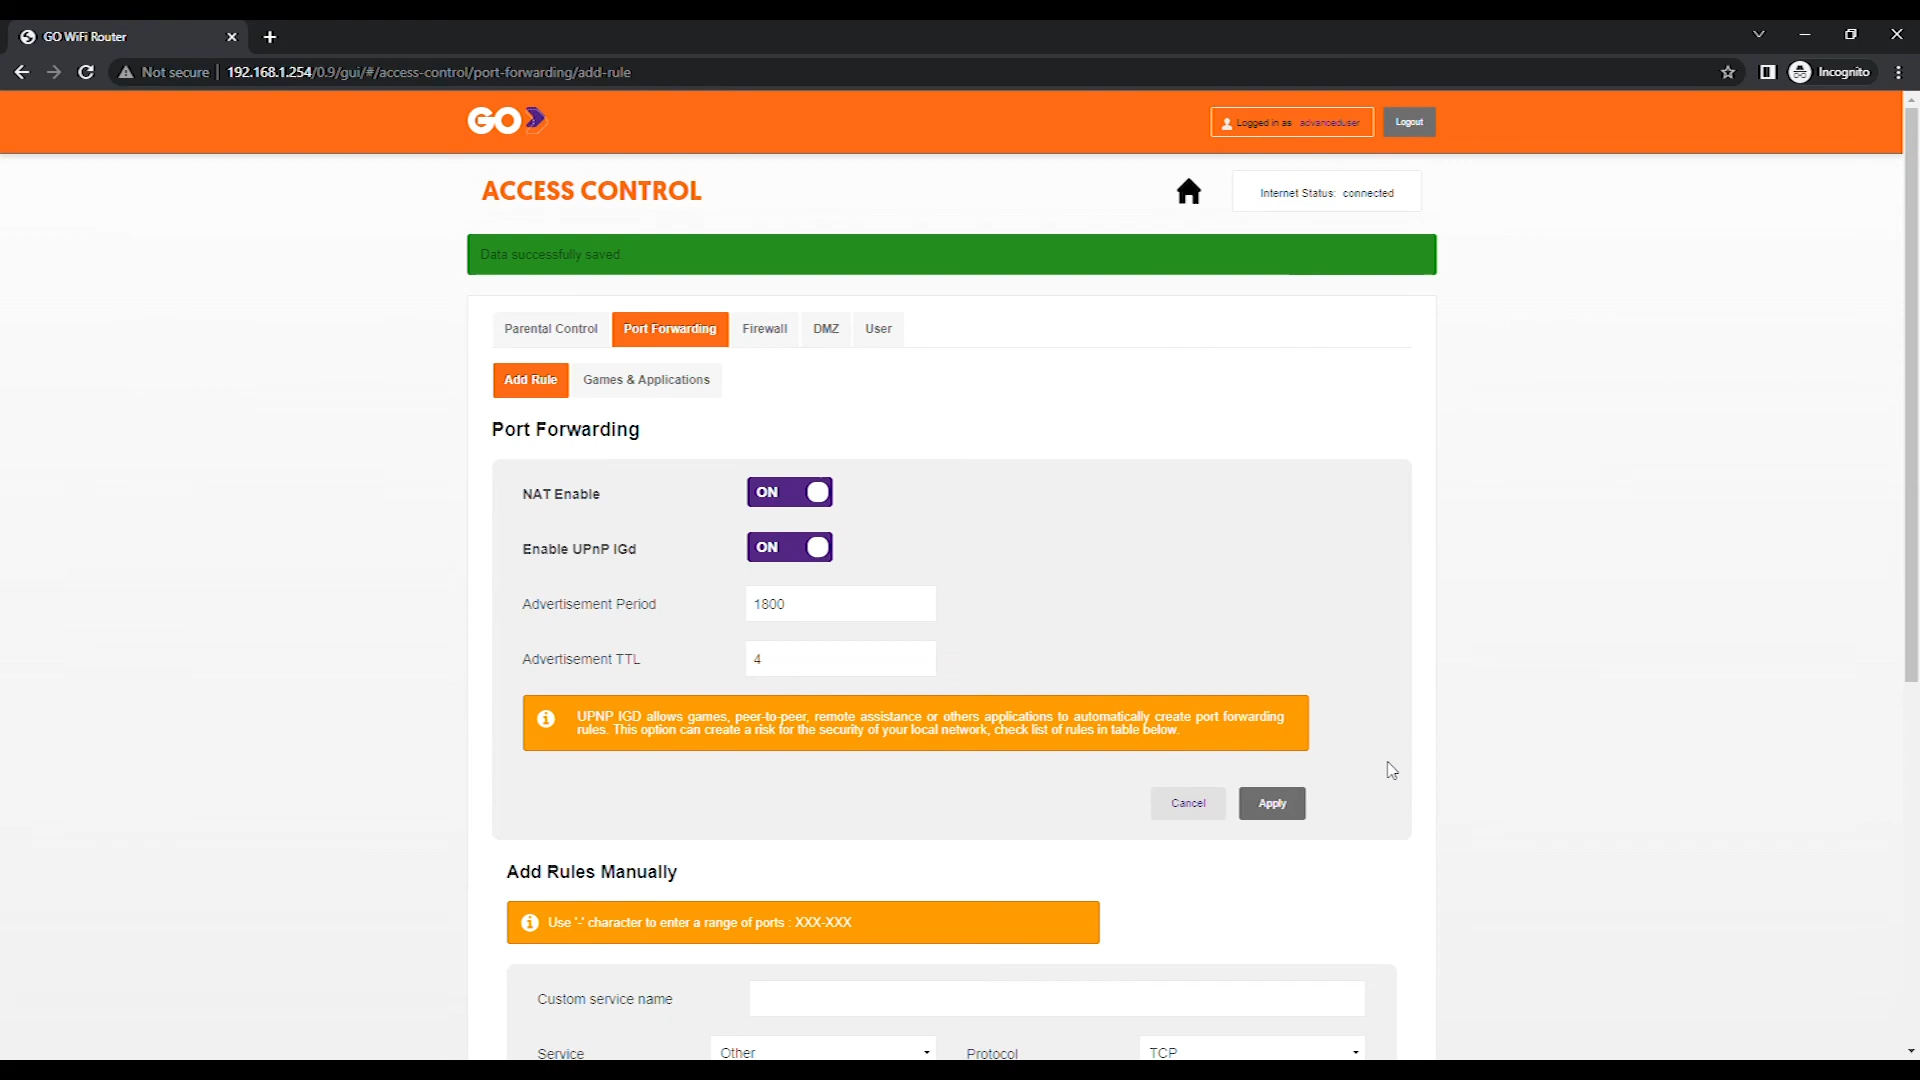 GO WiFi Router
Not secure
192.168.1.254/0.9/gui/#/access-control/port-forwarding/add-rule
Incognito
GO
Logged in as advanceduser
Logout
ACCESS CONTROL
Internet Status: connected
Data successfully saved.
Parental Control
Port Forwarding
Firewall
DMZ
User
Add Rule
Games & Applications
Port Forwarding
NAT Enable
ON
Enable UPnP IGd
ON
Advertisement Period
1800
Advertisement TTL
4
UPNP IGD allows games, peer-to-peer, remote assistance or others applications to automatically create port forwarding
rules. This option can create a risk for the security of your local network, check list of rules in table below.
Cancel
Apply
Add Rules Manually
Use '-' character to enter a range of ports : XXX-XXX
Custom service name
Service
Other
Protocol
TCP